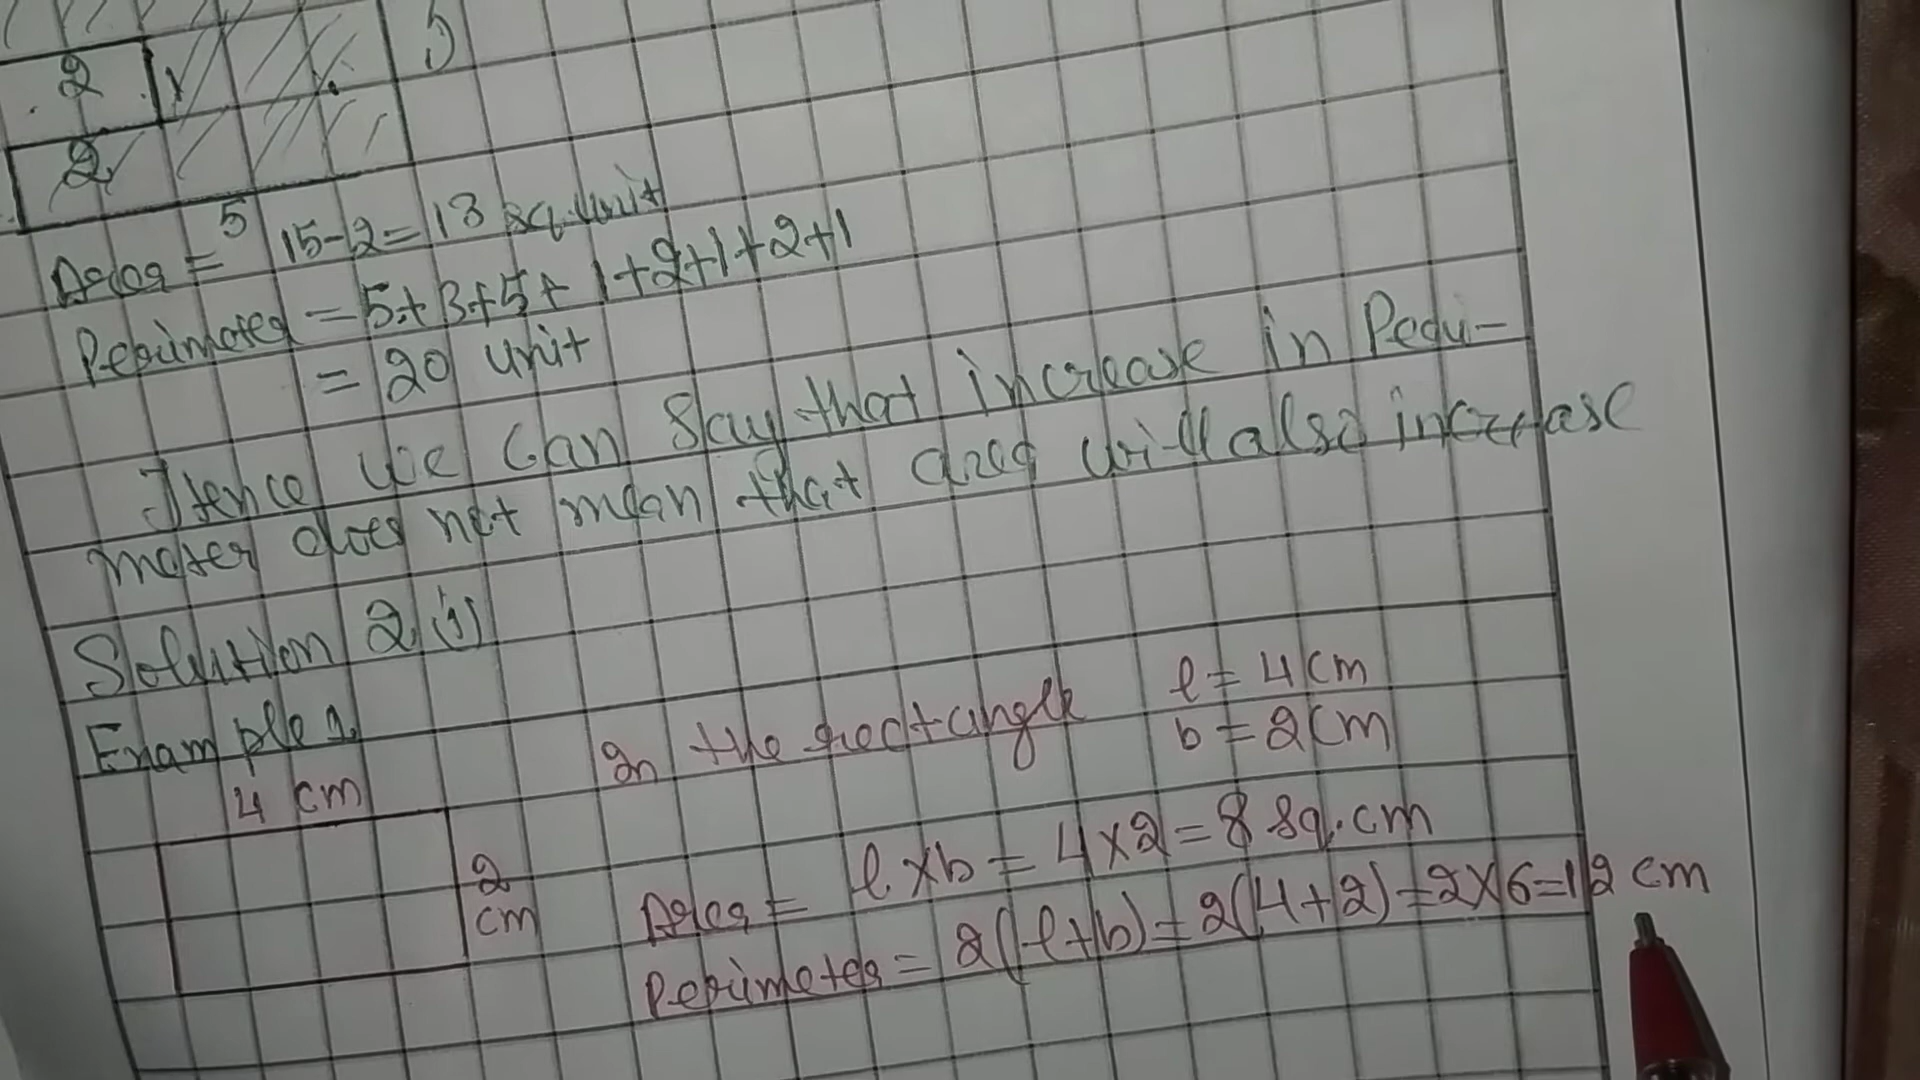 2 1 3
2
5
Area = 15-2=13 sq.unit
Perimeter = 5+3+5+1+2+1+2+1
= 20 unit
Hence we can say that increase in Peri-
meter does not mean that area will also increase
Solution 2.(i)
Example 1.
In the rectangle l = 4 cm
b = 2 cm
4 cm
2
cm
Area = l×b = 4×2 = 8 sq.cm
Perimeter = 2(l+b) = 2(4+2) = 2×6 = 12 cm